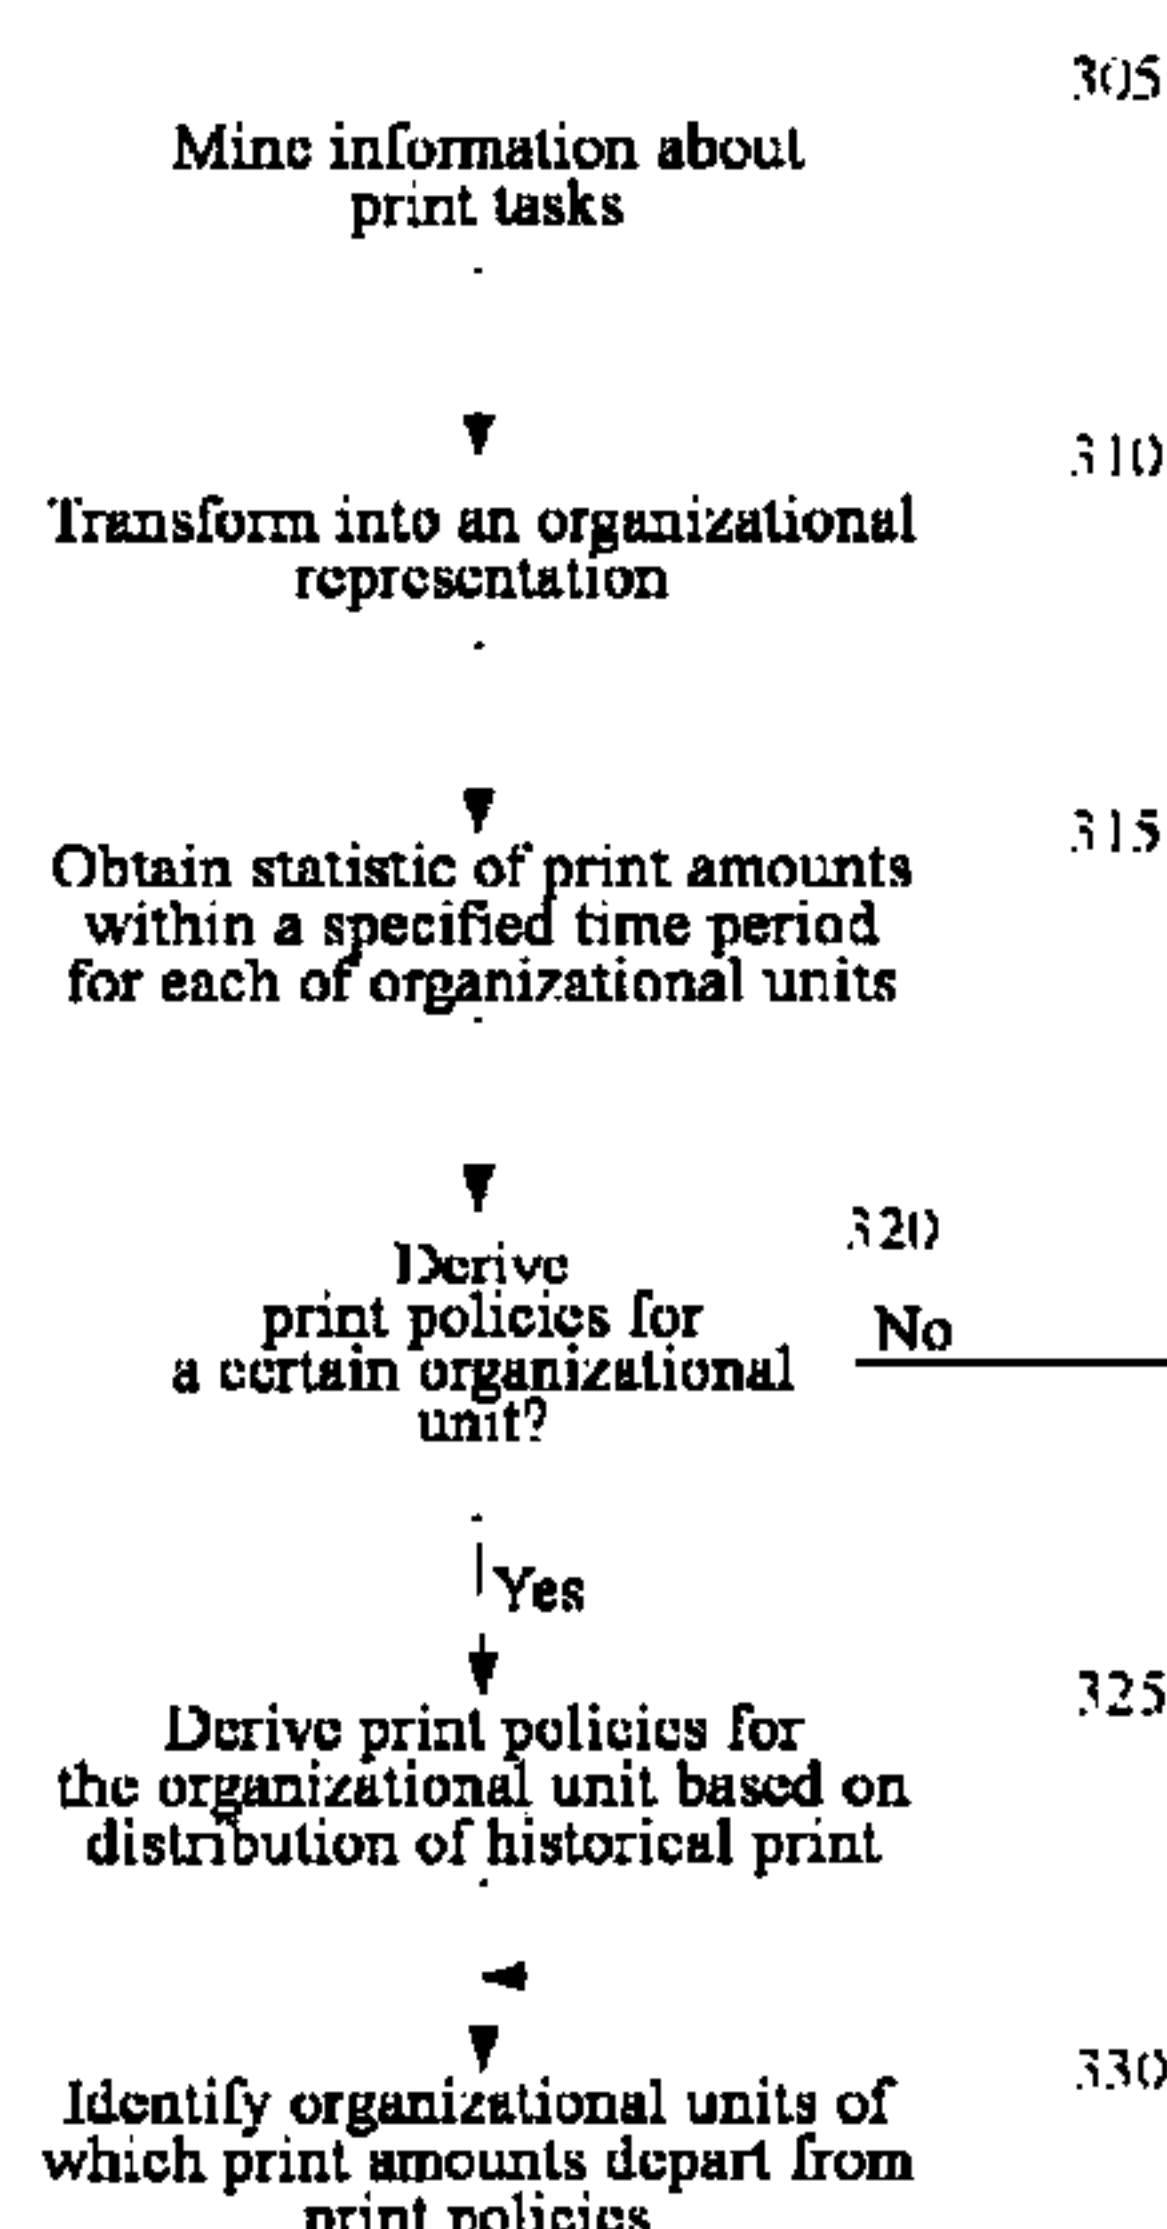 305
Mine information about
print tasks
310
Transform into an organizational
representation
315
Obtain statistic of print amounts
within a specified time period
for each of organizational units
320
Derive
print policies for
a certain organizational
unit?
No
Yes
325
Derive print policies for
the organizational unit based on
distribution of historical print
330
Identify organizational units of
which print amounts depart from
print policies